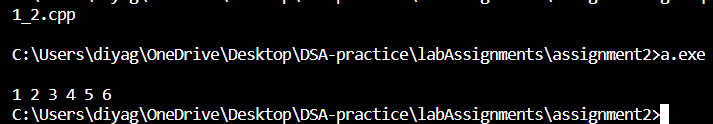 1_2.cpp
C:\Users\diyag\OneDrive\Desktop\DSA-practice\labAssignments\assignment2>a.exe
1 2 3 4 5 6
C:\Users\diyag\OneDrive\Desktop\DSA-practice\labAssignments\assignment2>